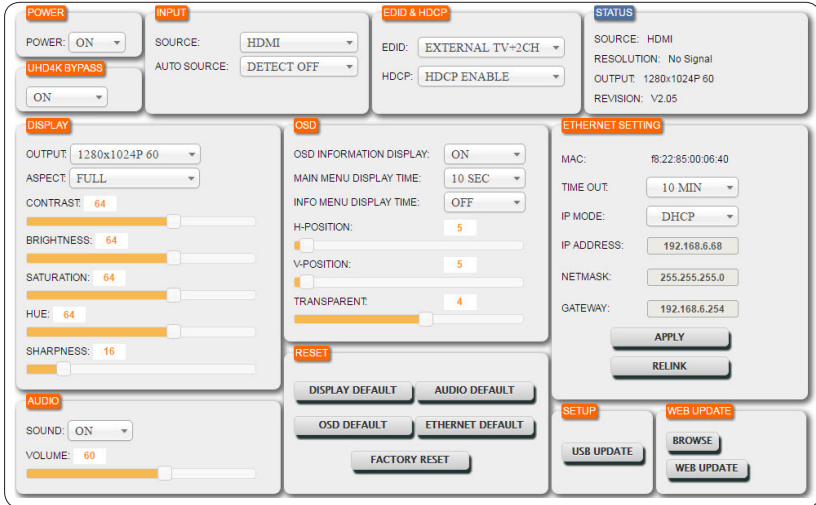 POWER
POWER: ON
UHD4K BYPASS
ON
INPUT
SOURCE: HDMI
AUTO SOURCE: DETECT OFF
EDID & HDCP
EDID: EXTERNAL TV+2CH
HDCP: HDCP ENABLE
STATUS
SOURCE: HDMI
RESOLUTION: No Signal
OUTPUT: 1280x1024P 60
REVISION: V2.05
DISPLAY
OUTPUT: 1280x1024P 60
ASPECT: FULL
CONTRAST: 64
BRIGHTNESS: 64
SATURATION: 64
HUE: 64
SHARPNESS: 16
AUDIO
SOUND: ON
VOLUME: 60
OSD
OSD INFORMATION DISPLAY: ON
MAIN MENU DISPLAY TIME: 10 SEC
INFO MENU DISPLAY TIME: OFF
H-POSITION: 5
V-POSITION: 5
TRANSPARENT: 4
RESET
DISPLAY DEFAULT AUDIO DEFAULT
OSD DEFAULT ETHERNET DEFAULT
FACTORY RESET
ETHERNET SETTING
MAC: f8:22:85:00:06:40
TIME OUT: 10 MIN
IP MODE: DHCP
IP ADDRESS: 192.168.6.68
NETMASK: 255.255.255.0
GATEWAY: 192.168.6.254
APPLY
RELINK
SETUP
USB UPDATE
WEB UPDATE
BROWSE
WEB UPDATE